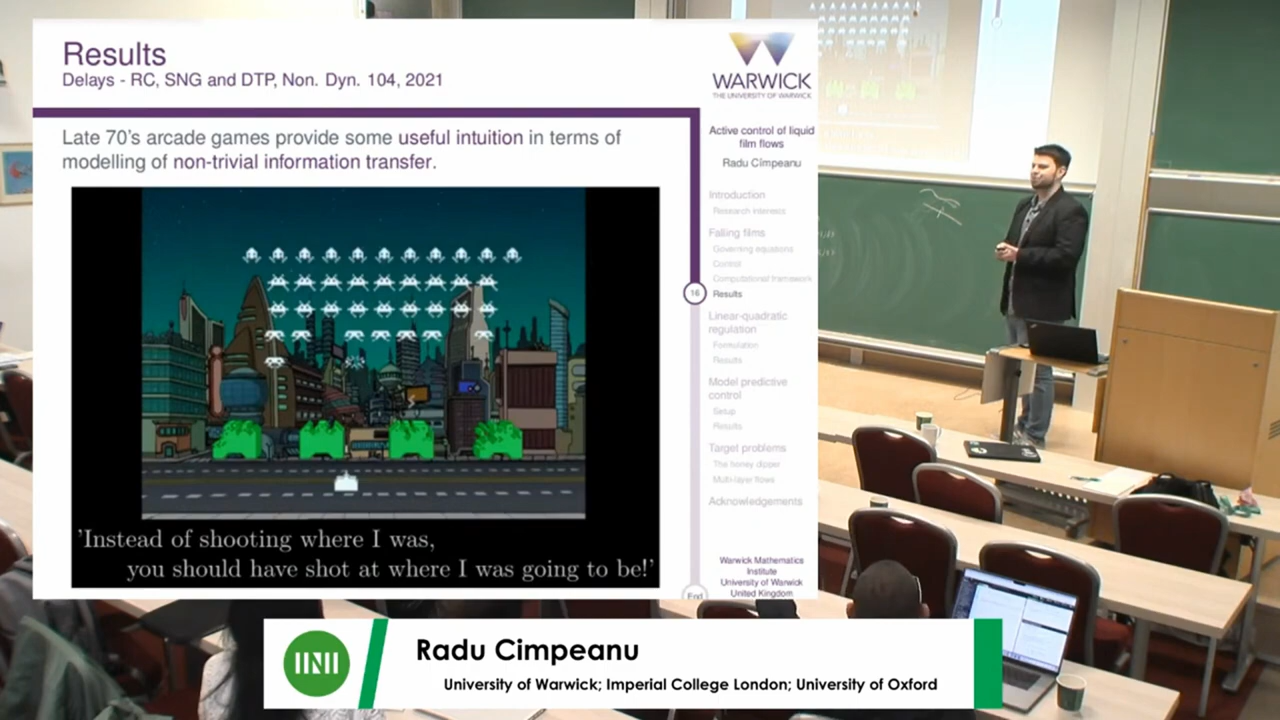 Results
Delays - RC, SNG and DTP, Non. Dyn. 104, 2021
WARWICK
THE UNIVERSITY OF WARWICK
Late 70's arcade games provide some useful intuition in terms of
modelling of non-trivial information transfer.
'Instead of shooting where I was,
you should have shot at where I was going to be!'
Active control of liquid
film flows
Radu Cîmpeanu
Introduction
Research interests
Falling films
Governing equations
Control
Computational framework
16
Results
Linear-quadratic
regulation
Formulation
Results
Model predictive
control
Setup
Results
Target problems
The honey dipper
Multi-layer flows
Acknowledgements
Warwick Mathematics
Institute
University of Warwick
United Kingdom
End
Radu Cimpeanu
University of Warwick; Imperial College London; University of Oxford